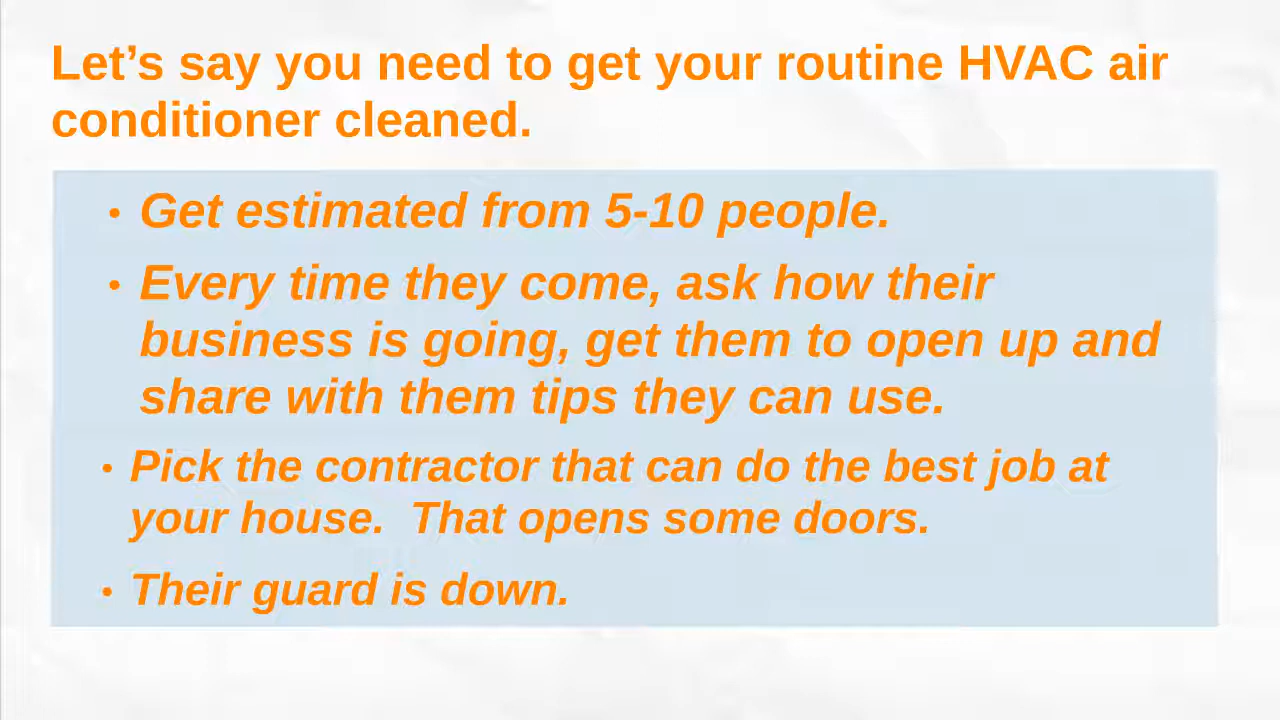 Let’s say you need to get your routine HVAC air
conditioner cleaned.
• Get estimated from 5-10 people.
• Every time they come, ask how their
business is going, get them to open up and
share with them tips they can use.
• Pick the contractor that can do the best job at
your house.  That opens some doors.
• Their guard is down.